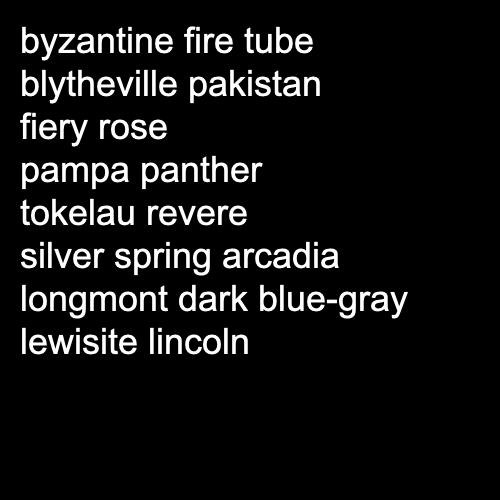 byzantine fire tube
blytheville pakistan
fiery rose
pampa panther
tokelau revere
silver spring arcadia
longmont dark blue-gray
lewisite lincoln